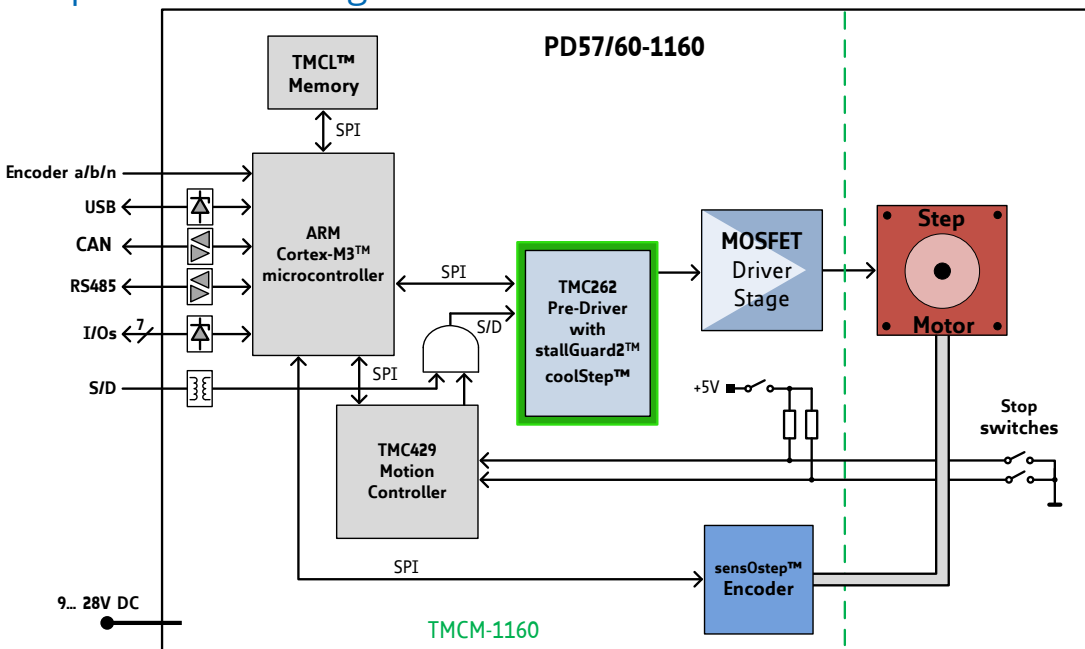 PD57/60-1160
TMCL™
Memory
SPI
Encoder a/b/n
USB
CAN
RS485
I/Os
7
S/D
ARM
Cortex-M3™
microcontroller
SPI
S/D
SPI
TMC262
Pre-Driver
with
stallGuard2™
coolStep™
MOSFET
Driver
Stage
Step
Motor
+5V
Stop
switches
TMC429
Motion
Controller
SPI
sensOstep™
Encoder
9... 28V DC
TMCM-1160